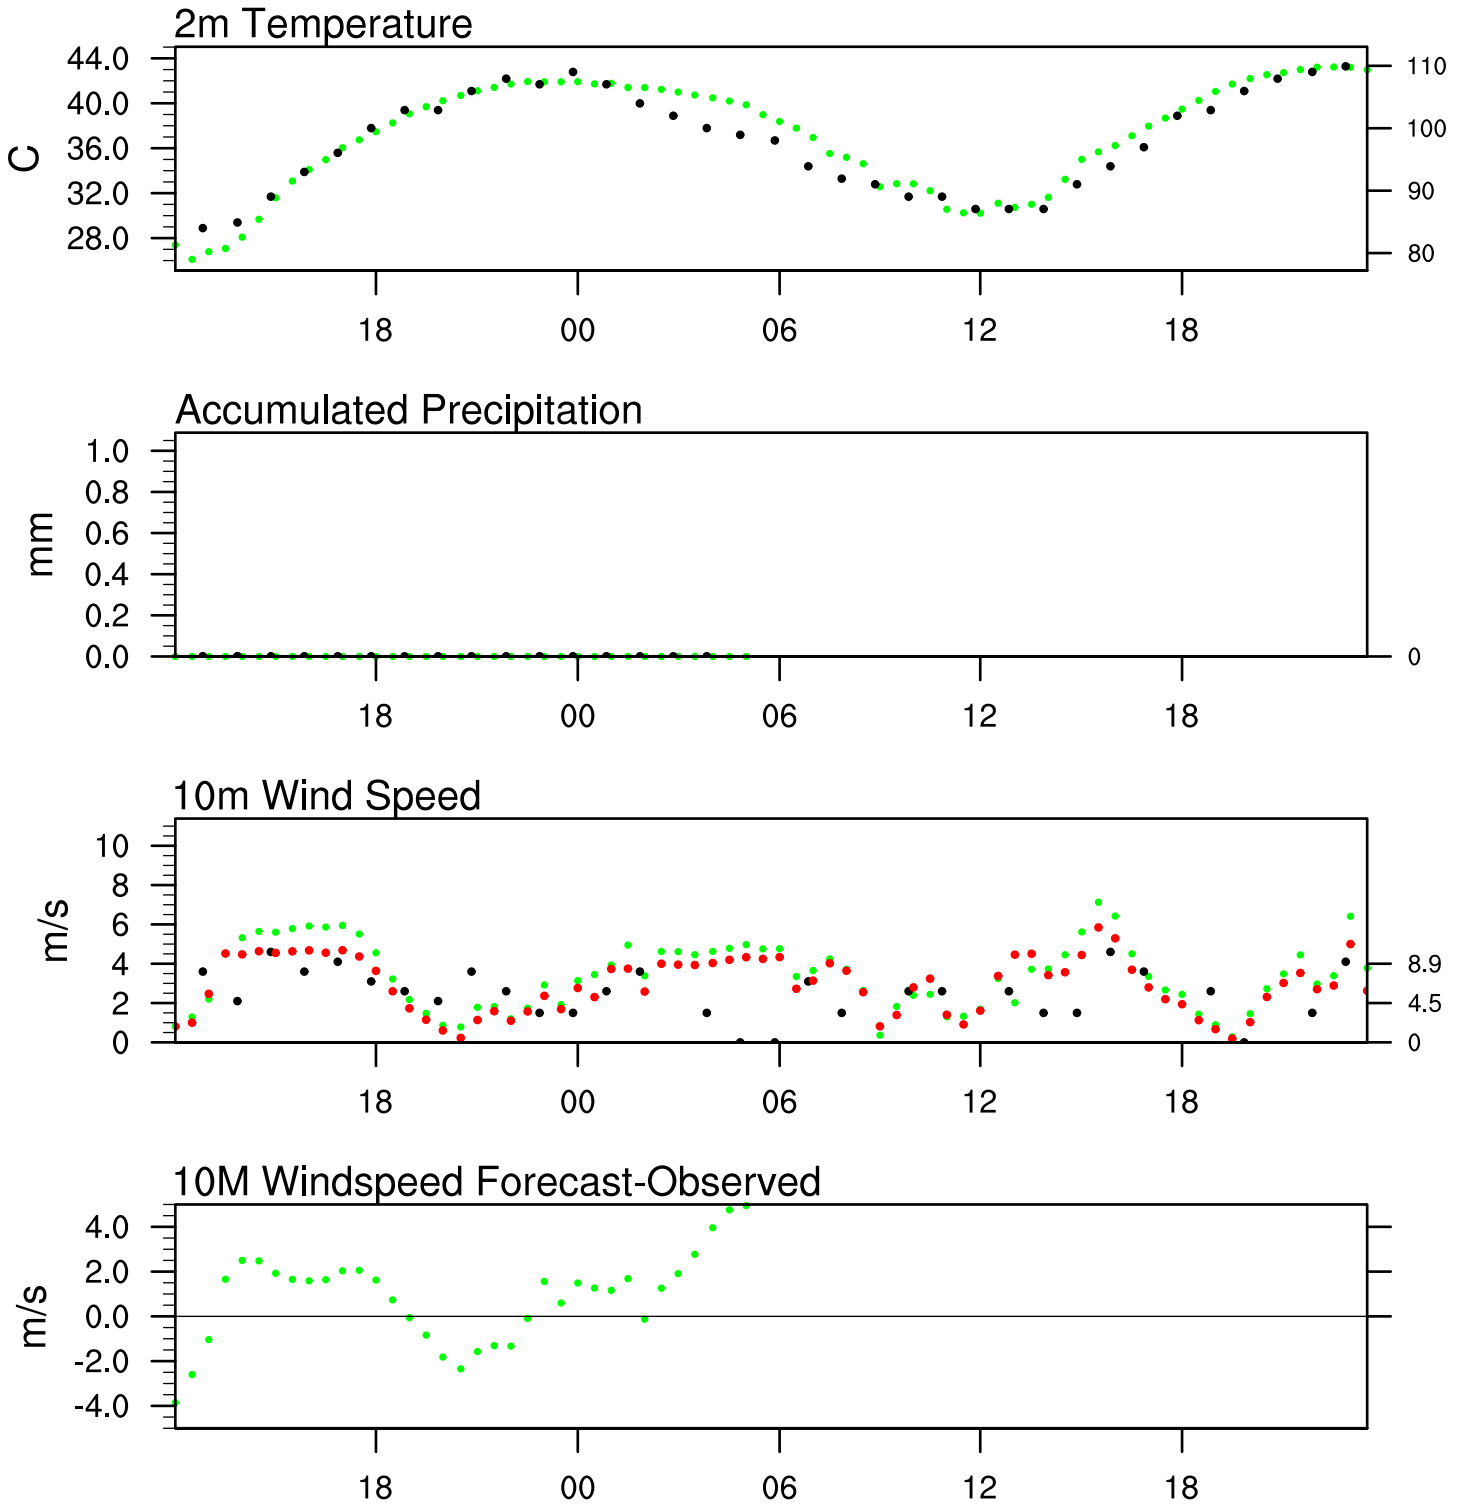 2m Temperature
44.0
40.0
36.0
32.0
28.0
C
110
100
90
80
18 00 06 12 18
Accumulated Precipitation
1.0
0.8
0.6
0.4
0.2
0.0
mm
0
18 00 06 12 18
10m Wind Speed
10
8
6
4
2
0
m/s
8.9
4.5
0
18 00 06 12 18
10M Windspeed Forecast-Observed
4.0
2.0
0.0
-2.0
-4.0
m/s
18 00 06 12 18